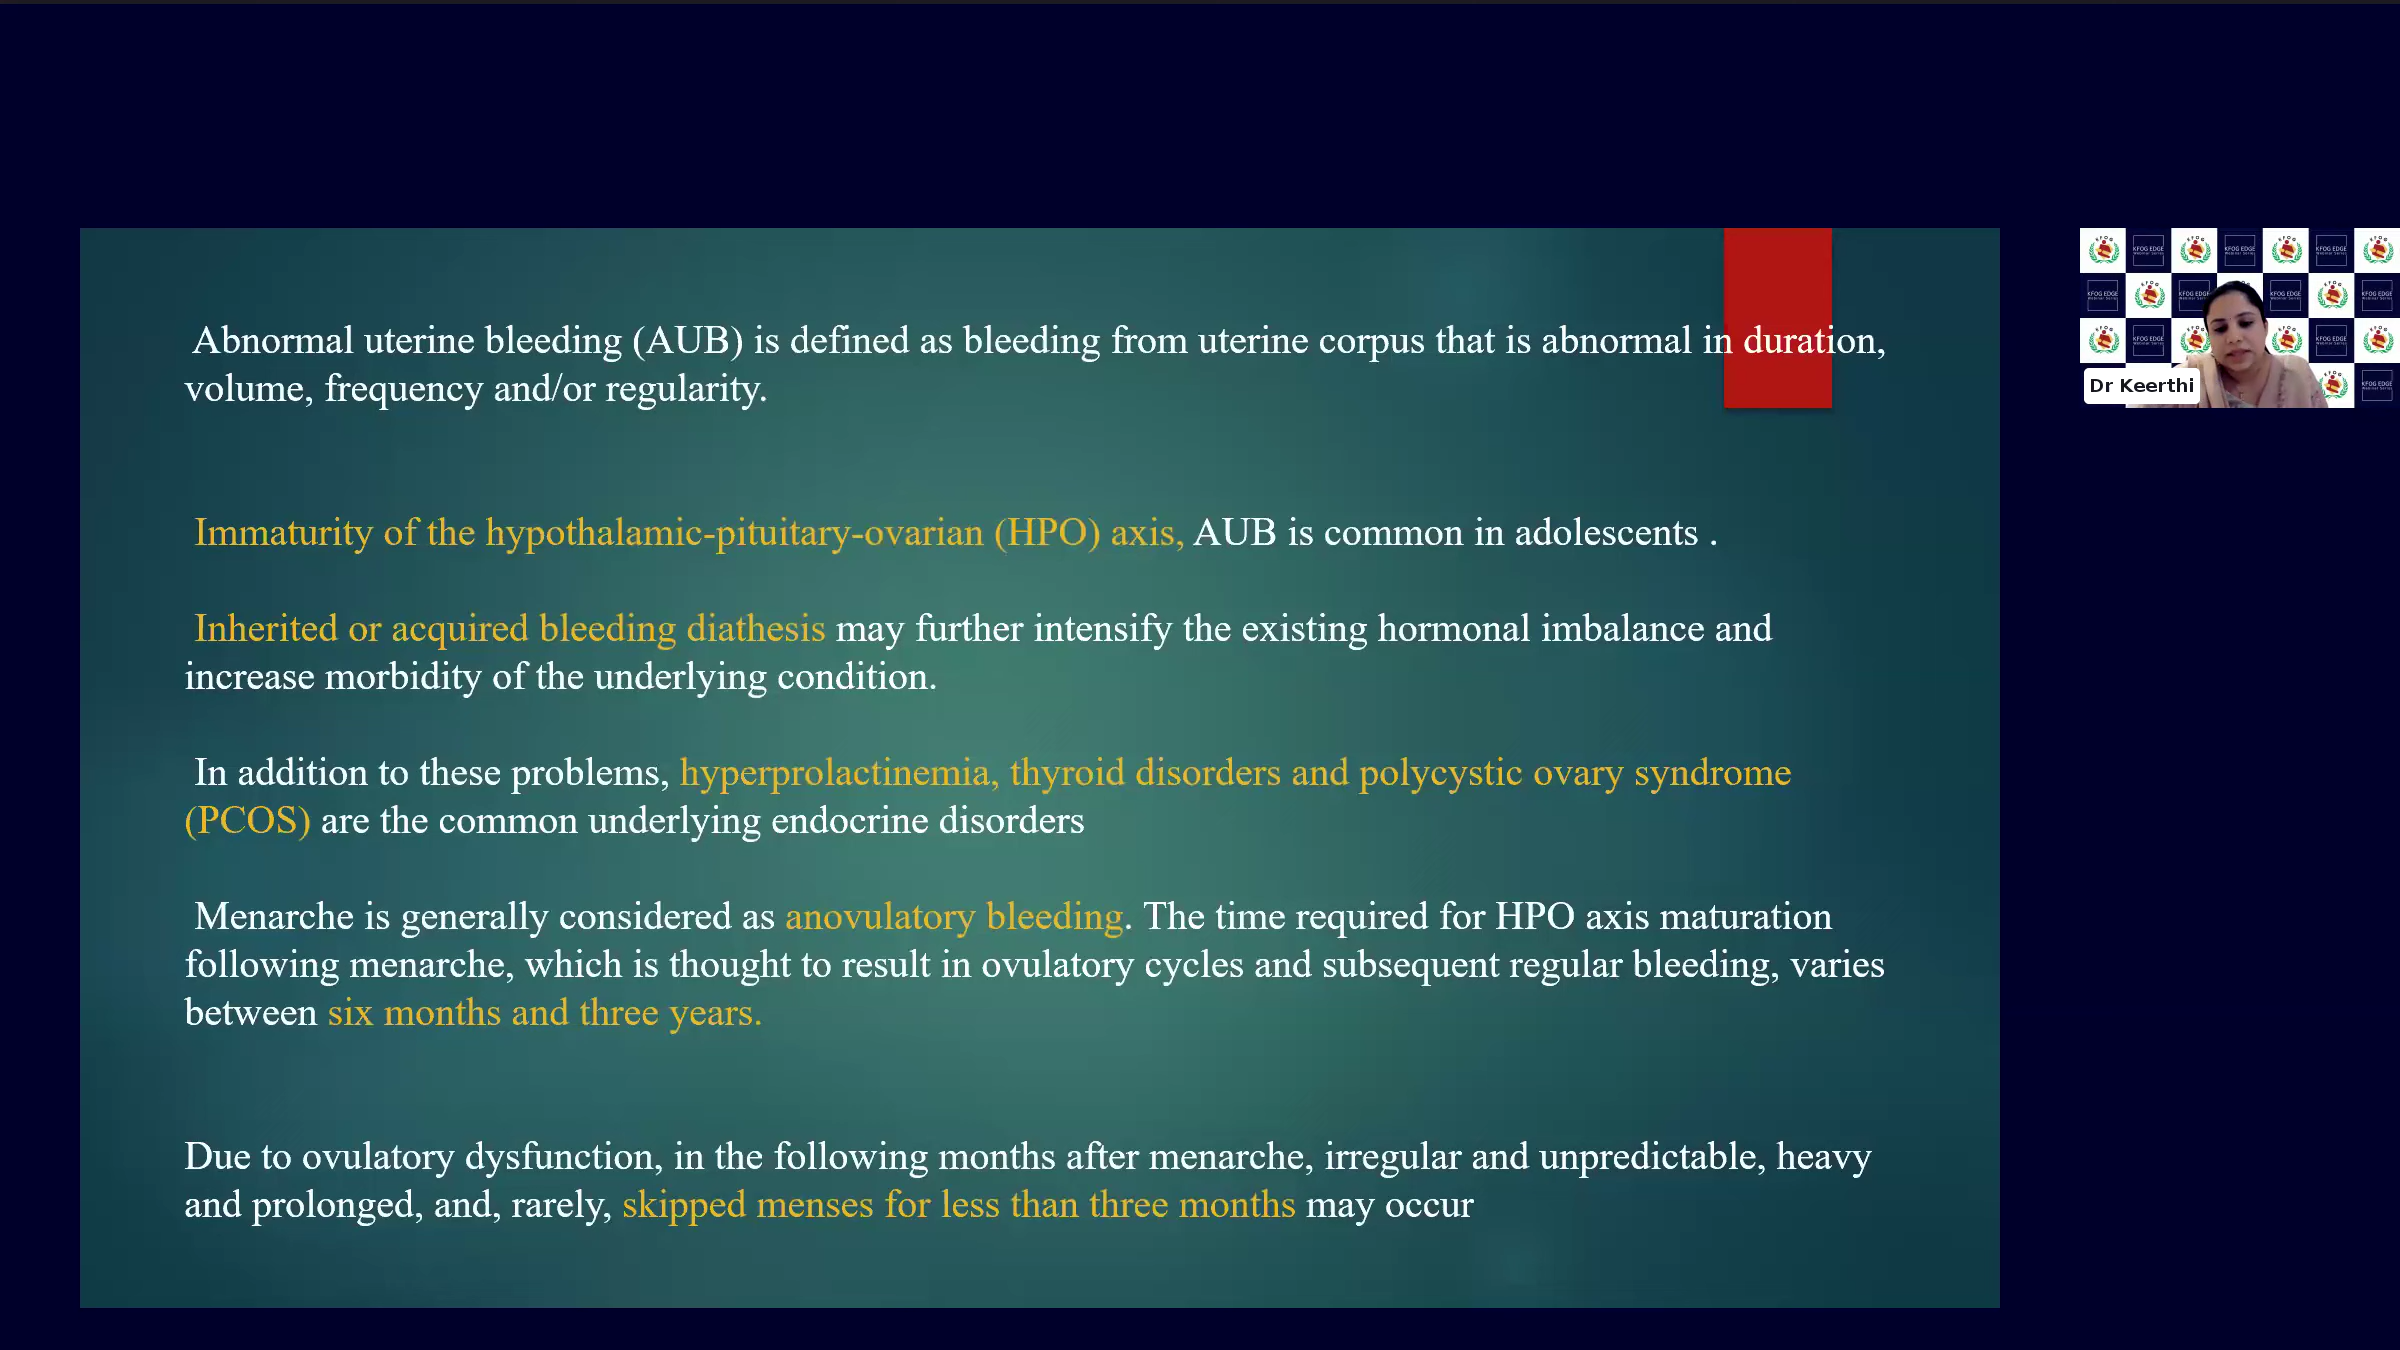 Abnormal uterine bleeding (AUB) is defined as bleeding from uterine corpus that is abnormal in duration,
volume, frequency and/or regularity.
Immaturity of the hypothalamic-pituitary-ovarian (HPO) axis, AUB is common in adolescents .
Inherited or acquired bleeding diathesis may further intensify the existing hormonal imbalance and
increase morbidity of the underlying condition.
In addition to these problems, hyperprolactinemia, thyroid disorders and polycystic ovary syndrome
(PCOS) are the common underlying endocrine disorders
Menarche is generally considered as anovulatory bleeding. The time required for HPO axis maturation
following menarche, which is thought to result in ovulatory cycles and subsequent regular bleeding, varies
between six months and three years.
Due to ovulatory dysfunction, in the following months after menarche, irregular and unpredictable, heavy
and prolonged, and, rarely, skipped menses for less than three months may occur
KFOG EDGE
Webinar Series
Dr Keerthi